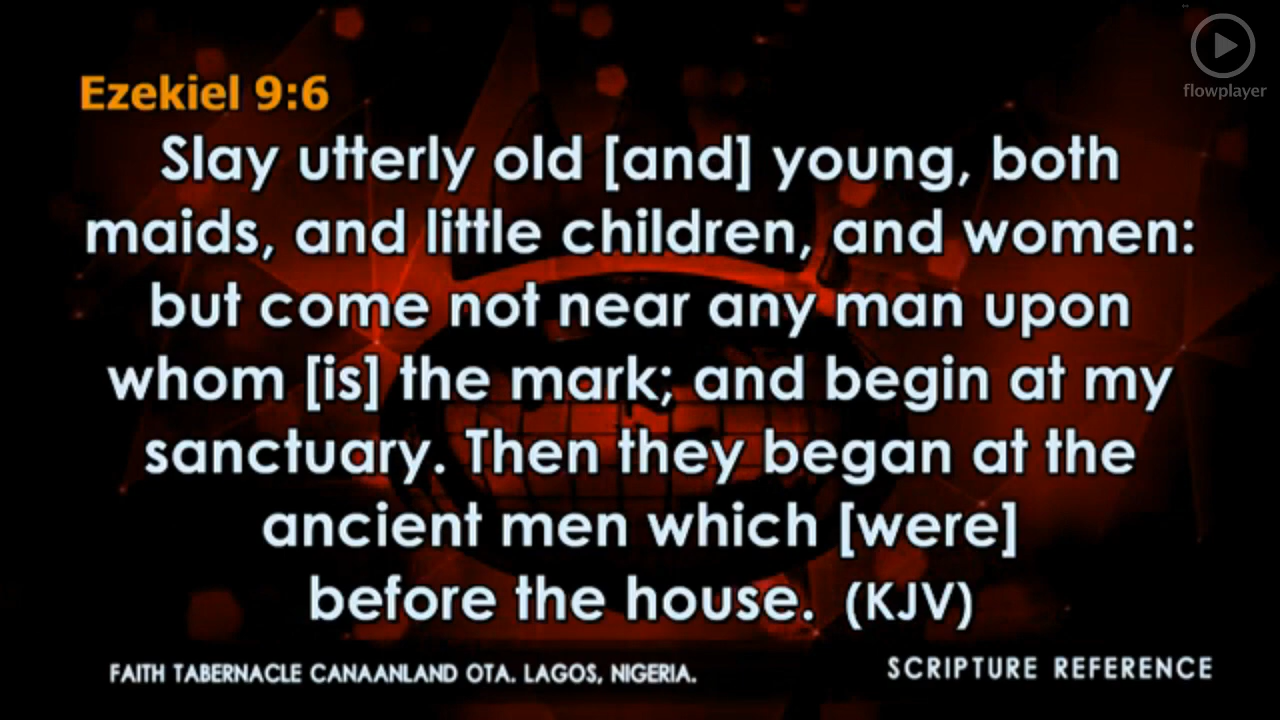 flowplayer
Ezekiel 9:6
Slay utterly old [and] young, both
maids, and little children, and women:
but come not near any man upon
whom [is] the mark; and begin at my
sanctuary. Then they began at the
ancient men which [were]
before the house. (KJV)
FAITH TABERNACLE CANAANLAND OTA. LAGOS, NIGERIA.
SCRIPTURE REFERENCE